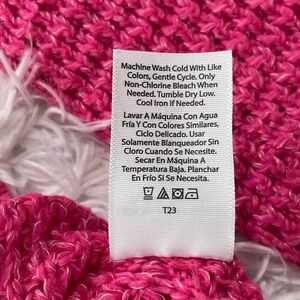 Machine Wash Cold With Like
Colors, Gentle Cycle. Only
Non-Chlorine Bleach When
Needed. Tumble Dry Low.
Cool Iron If Needed.
Lavar A Máquina Con Agua
Fría Y Con Colores Similares,
Ciclo Delicado. Usar
Solamente Blanqueador Sin
Cloro Cuando Se Necesite.
Secar En Máquina A
Temperatura Baja. Planchar
En Frío Si Se Necesite.
T23